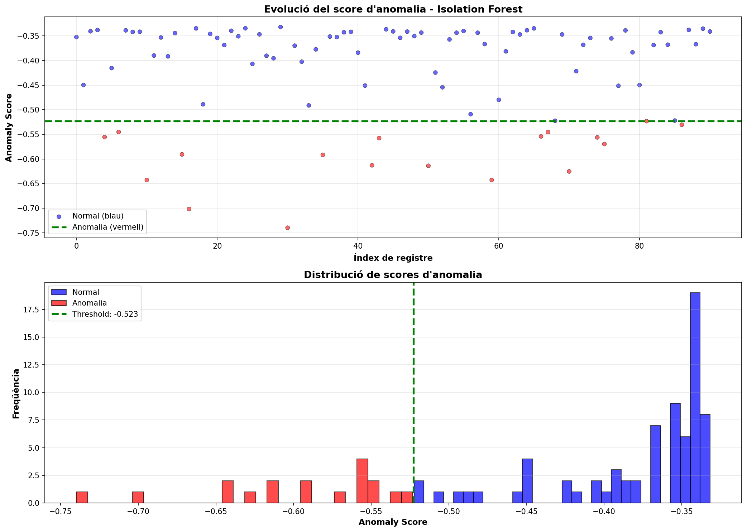 Evolució del score d'anomalia - Isolation Forest
−0.35
−0.40
−0.45
−0.50
−0.55
−0.60
−0.65
−0.70
−0.75
Anomaly Score
Normal (blau)
Anomalia (vermell)
0
20
40
60
80
Índex de registre
Distribució de scores d'anomalia
17.5
15.0
12.5
10.0
7.5
5.0
2.5
0.0
Freqüència
Normal
Anomalia
Threshold: -0.523
−0.75
−0.70
−0.65
−0.60
−0.55
−0.50
−0.45
−0.40
−0.35
Anomaly Score